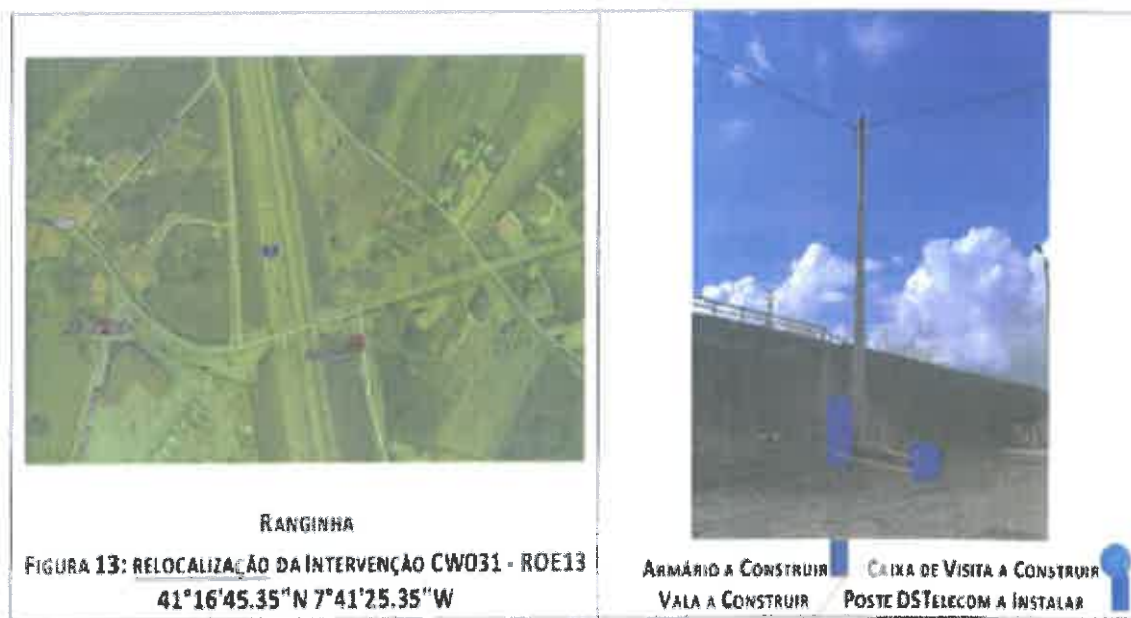 RANGINHA
FIGURA 13: RELOCALIZAÇÃO DA INTERVENÇÃO CW031 - ROE13
41°16'45.35"N 7°41'25.35"W
ARMÁRIO A CONSTRUIR CAIXA DE VISITA A CONSTRUIR
VALA A CONSTRUIR POSTE DSTELECOM A INSTALAR